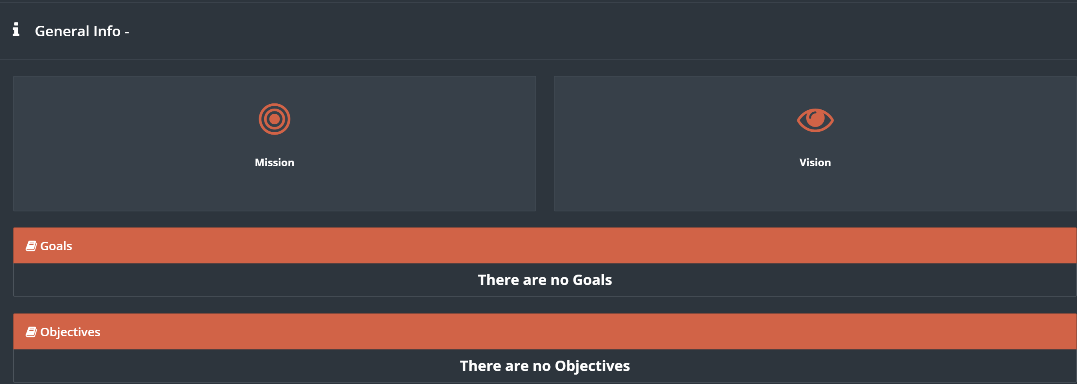 General Info -
Mission
Vision
Goals
There are no Goals
Objectives
There are no Objectives